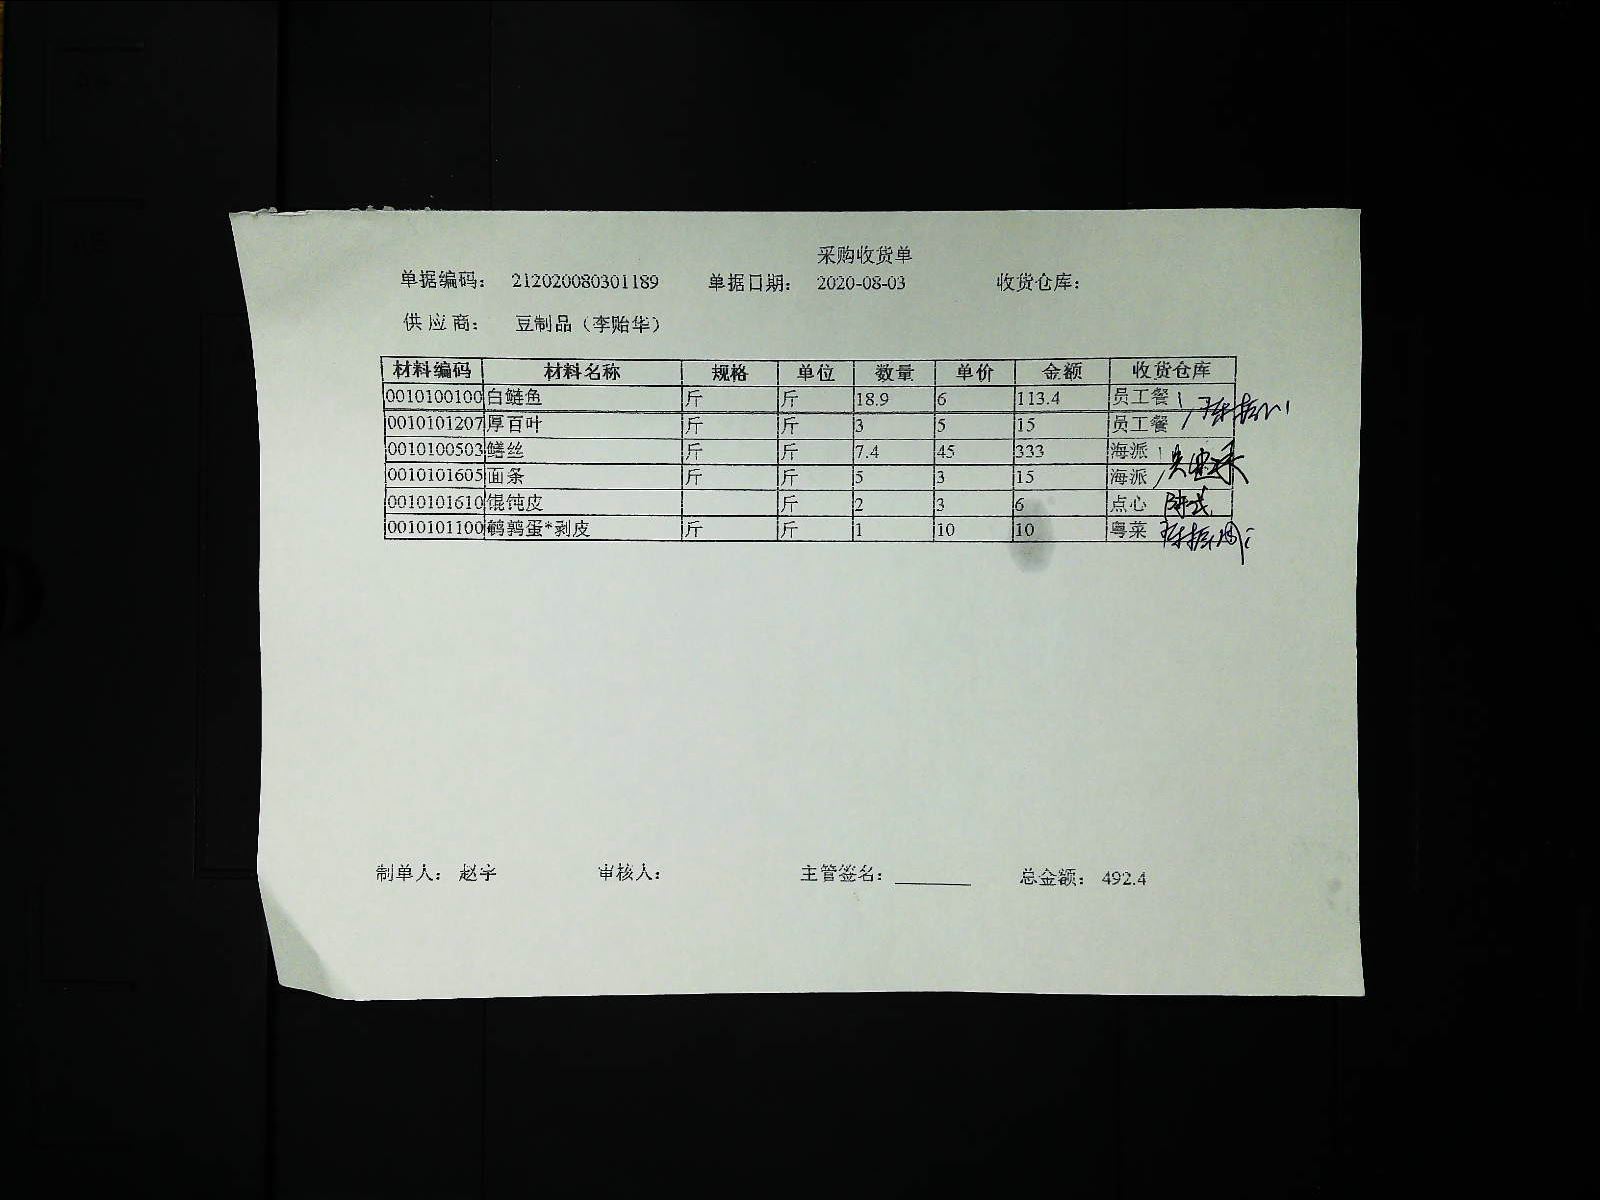 采购收货单
单据编码: 212020080301189 单据日期: 2020-08-03 收货仓库:
供应商: 豆制品（李贻华）
材料编码 材料名称 规格 单位 数量 单价 金额 收货仓库
0010100100 白鲢鱼 斤 斤 18.9 6 113.4 员工餐
0010101207 厚百叶 斤 斤 3 5 15 员工餐
0010100503 鳝丝 斤 斤 7.4 45 333 海派
0010101605 面条 斤 斤 5 3 15 海派
0010101610 馄饨皮 斤 2 3 6 点心
0010101100 鹌鹑蛋*剥皮 斤 斤 1 10 10 粤菜
制单人: 赵宇 审核人: 主管签名: 总金额: 492.4